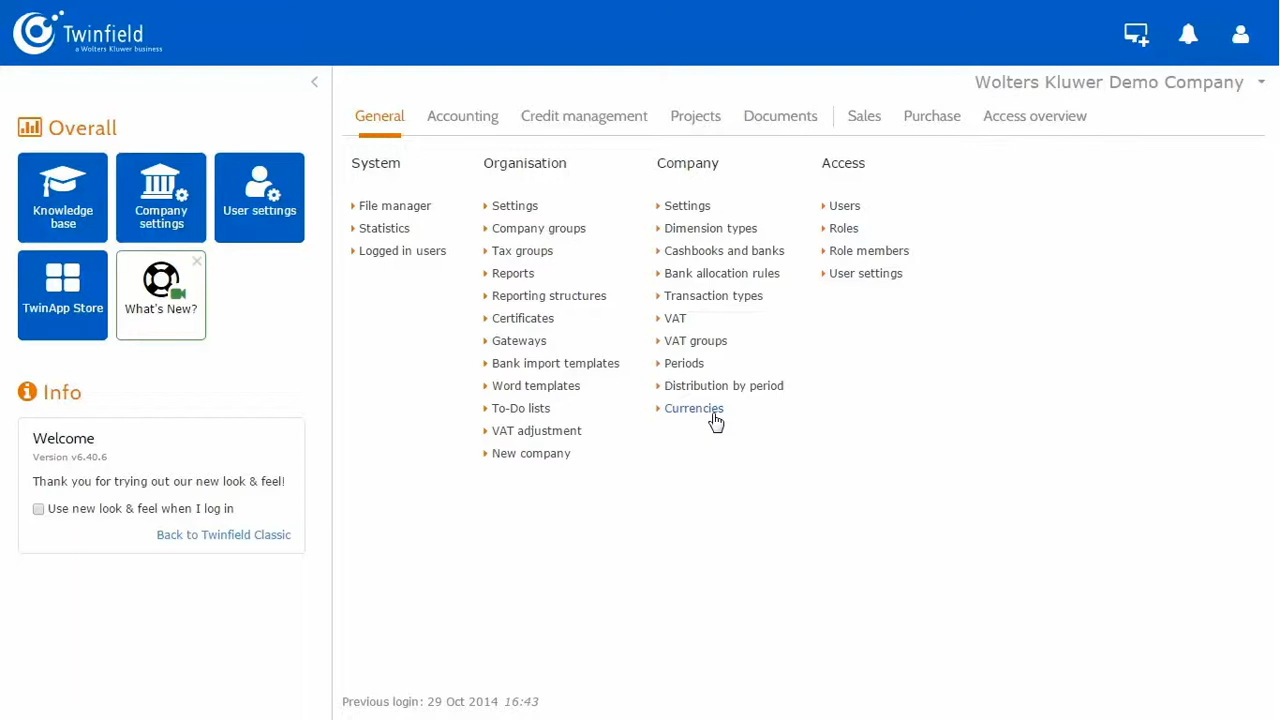 Twinfield
a Wolters Kluwer business
Wolters Kluwer Demo Company
General Accounting Credit management Projects Documents Sales Purchase Access overview
Overall
Knowledge base
Company settings
User settings
TwinApp Store
What's New?
Info
Welcome
Version v6.40.6
Thank you for trying out our new look & feel!
Use new look & feel when I log in
Back to Twinfield Classic
System
File manager
Statistics
Logged in users
Organisation
Settings
Company groups
Tax groups
Reports
Reporting structures
Certificates
Gateways
Bank import templates
Word templates
To-Do lists
VAT adjustment
New company
Company
Settings
Dimension types
Cashbooks and banks
Bank allocation rules
Transaction types
VAT
VAT groups
Periods
Distribution by period
Currencies
Access
Users
Roles
Role members
User settings
Previous login: 29 Oct 2014 16:43